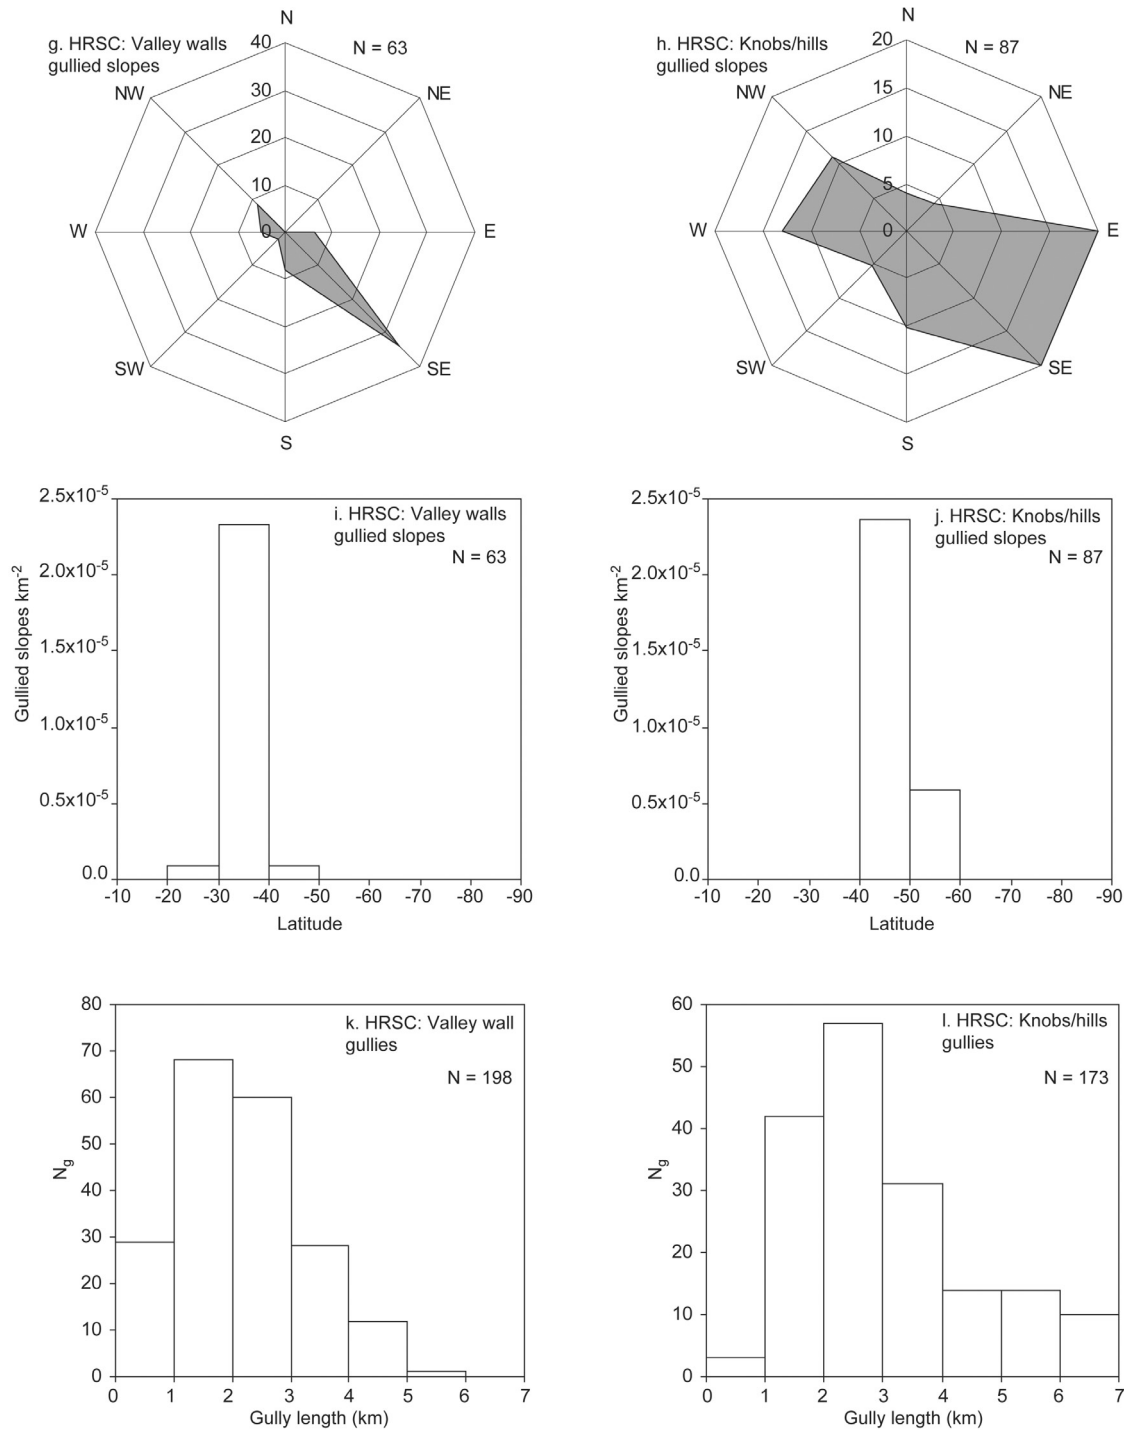 N
g. HRSC: Valley walls
gullied slopes
N = 63
40
30
20
10
0
NW
NE
W
E
SW
SE
S
N
h. HRSC: Knobs/hills
gullied slopes
N = 87
20
15
10
5
0
NW
NE
W
E
SW
SE
S
i. HRSC: Valley walls
gullied slopes
N = 63
Gullied slopes km-2
2.5x10-5
2.0x10-5
1.5x10-5
1.0x10-5
0.5x10-5
0.0
-10 -20 -30 -40 -50 -60 -70 -80 -90
Latitude
j. HRSC: Knobs/hills
gullied slopes
N = 87
Gullied slopes km-2
2.5x10-5
2.0x10-5
1.5x10-5
1.0x10-5
0.5x10-5
0.0
-10 -20 -30 -40 -50 -60 -70 -80 -90
Latitude
k. HRSC: Valley wall
gullies
N = 198
Ng
80
70
60
50
40
30
20
10
0
0 1 2 3 4 5 6 7
Gully length (km)
l. HRSC: Knobs/hills
gullies
N = 173
Ng
60
50
40
30
20
10
0
0 1 2 3 4 5 6 7
Gully length (km)